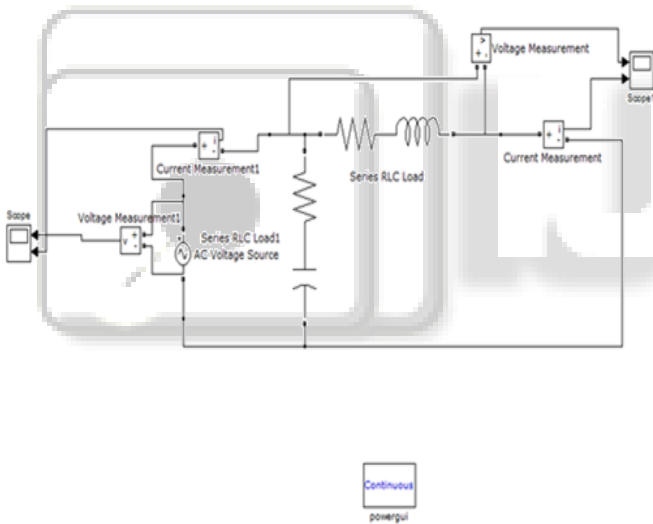 Voltage Measurement
Scope1
Current Measurement
Series RLC Load
Current Measurement1
Scope
Voltage Measurement1
Series RLC Load1
AC Voltage Source
Continuous
powergui